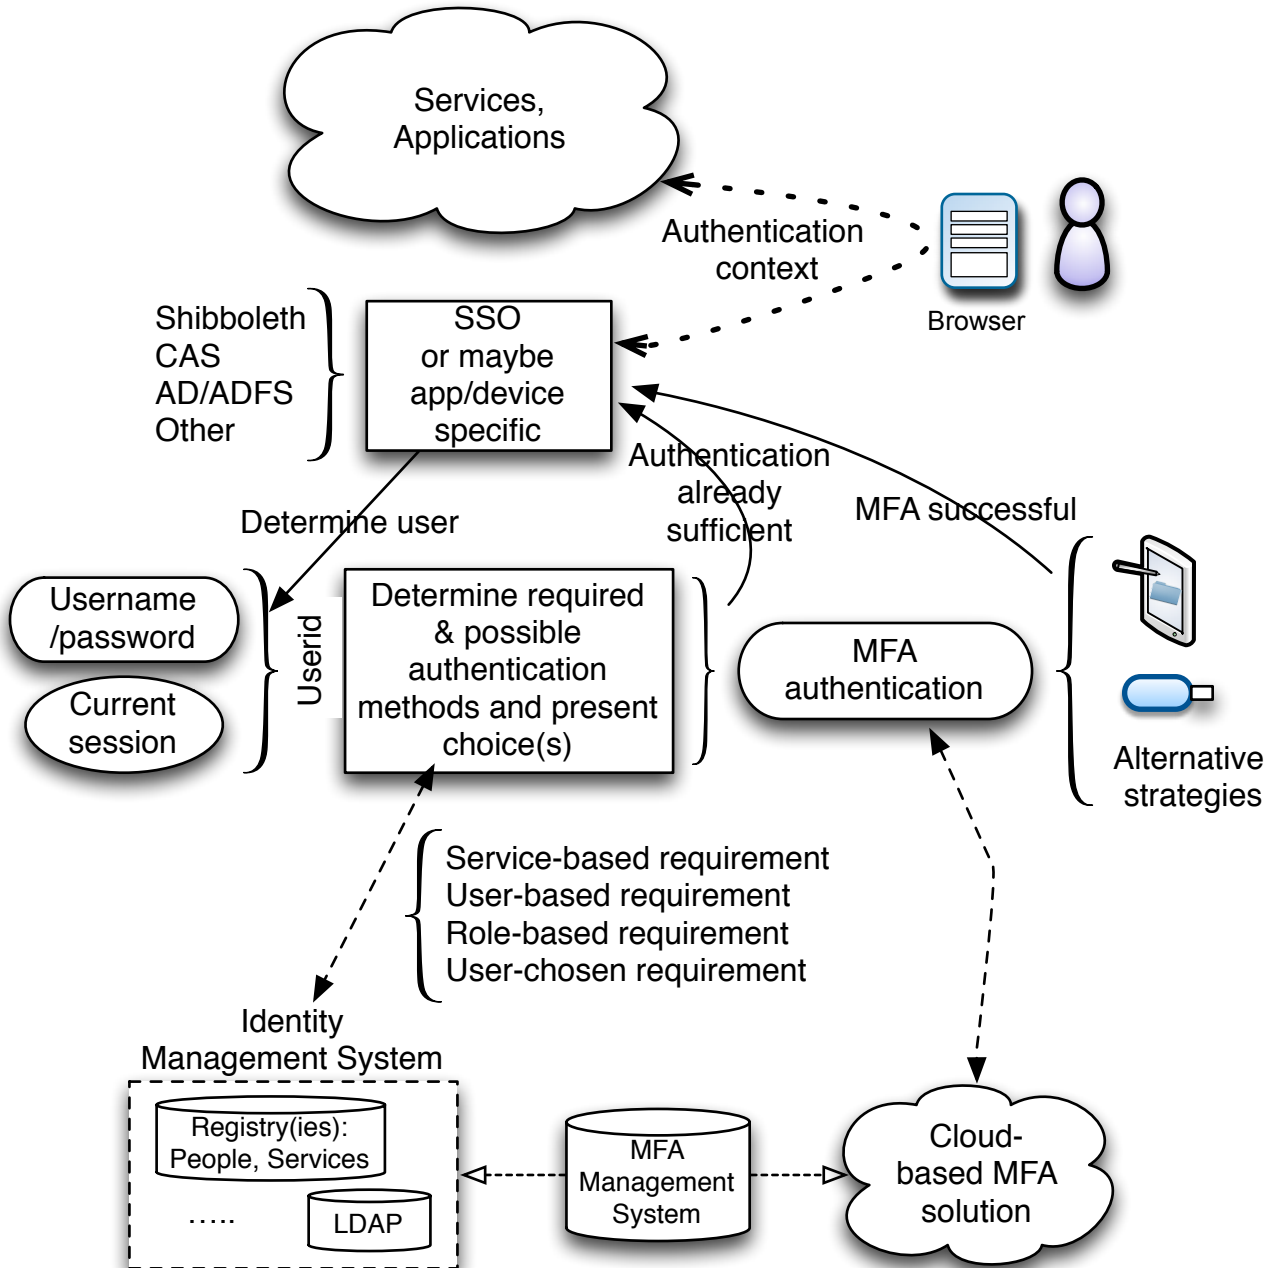 Services,
Applications
Authentication
context
Browser
Shibboleth
CAS
AD/ADFS
Other
SSO
or maybe
app/device
specific
Authentication
already
sufficient
MFA successful
Determine user
Username
/password
Current
session
Userid
Determine required
& possible
authentication
methods and present
choice(s)
MFA
authentication
Alternative
strategies
Service-based requirement
User-based requirement
Role-based requirement
User-chosen requirement
Identity
Management System
Registry(ies):
People, Services
.....
LDAP
MFA
Management
System
Cloud-
based MFA
solution